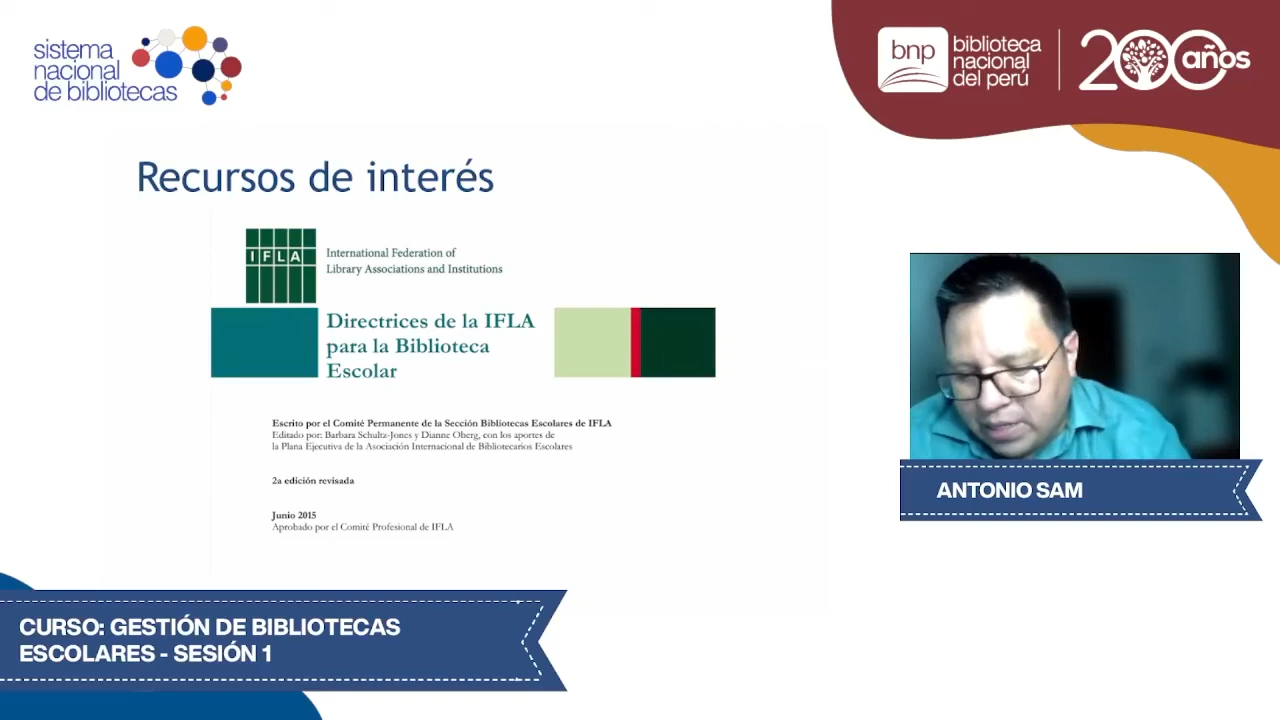 sistema
nacional
de bibliotecas
bnp
biblioteca
nacional
del perú
200 años
Recursos de interés
IFLA
International Federation of
Library Associations and Institutions
Directrices de la IFLA
para la Biblioteca
Escolar
Escrito por el Comité Permanente de la Sección Bibliotecas Escolares de IFLA
Editado por: Barbara Schultz-Jones y Dianne Oberg, con los aportes de
la Plana Ejecutiva de la Asociación Internacional de Bibliotecarios Escolares
2a edición revisada
Junio 2015
Aprobado por el Comité Profesional de IFLA
ANTONIO SAM
CURSO: GESTIÓN DE BIBLIOTECAS
ESCOLARES - SESIÓN 1